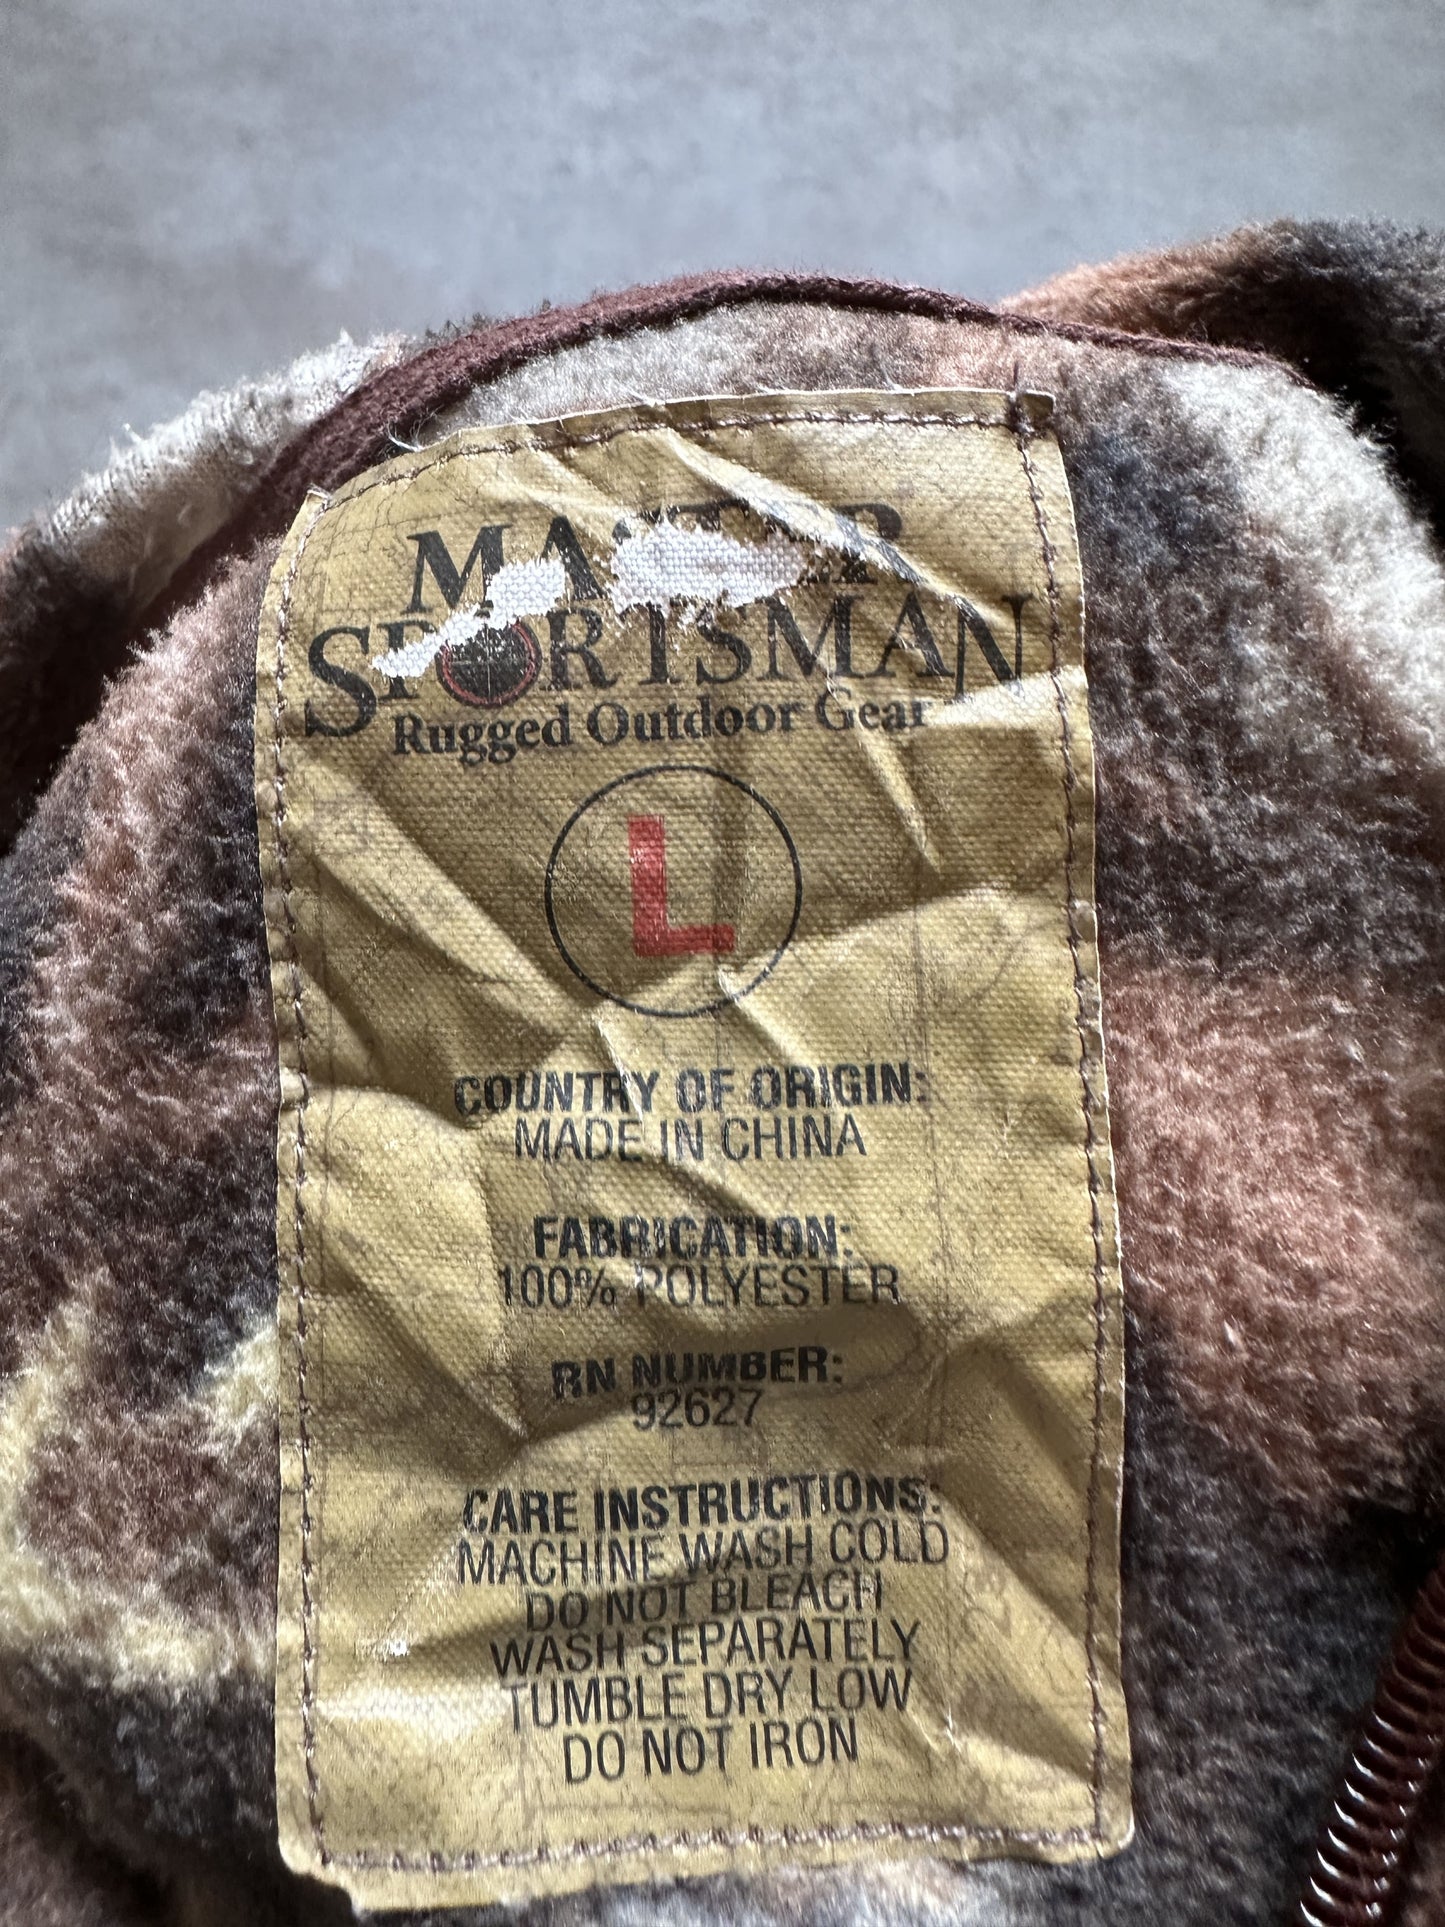 MASTER
SPORTSMAN
Rugged Outdoor Gear
L
COUNTRY OF ORIGIN:
MADE IN CHINA
FABRICATION:
100% POLYESTER
RN NUMBER:
92627
CARE INSTRUCTIONS:
MACHINE WASH COLD
DO NOT BLEACH
WASH SEPARATELY
TUMBLE DRY LOW
DO NOT IRON